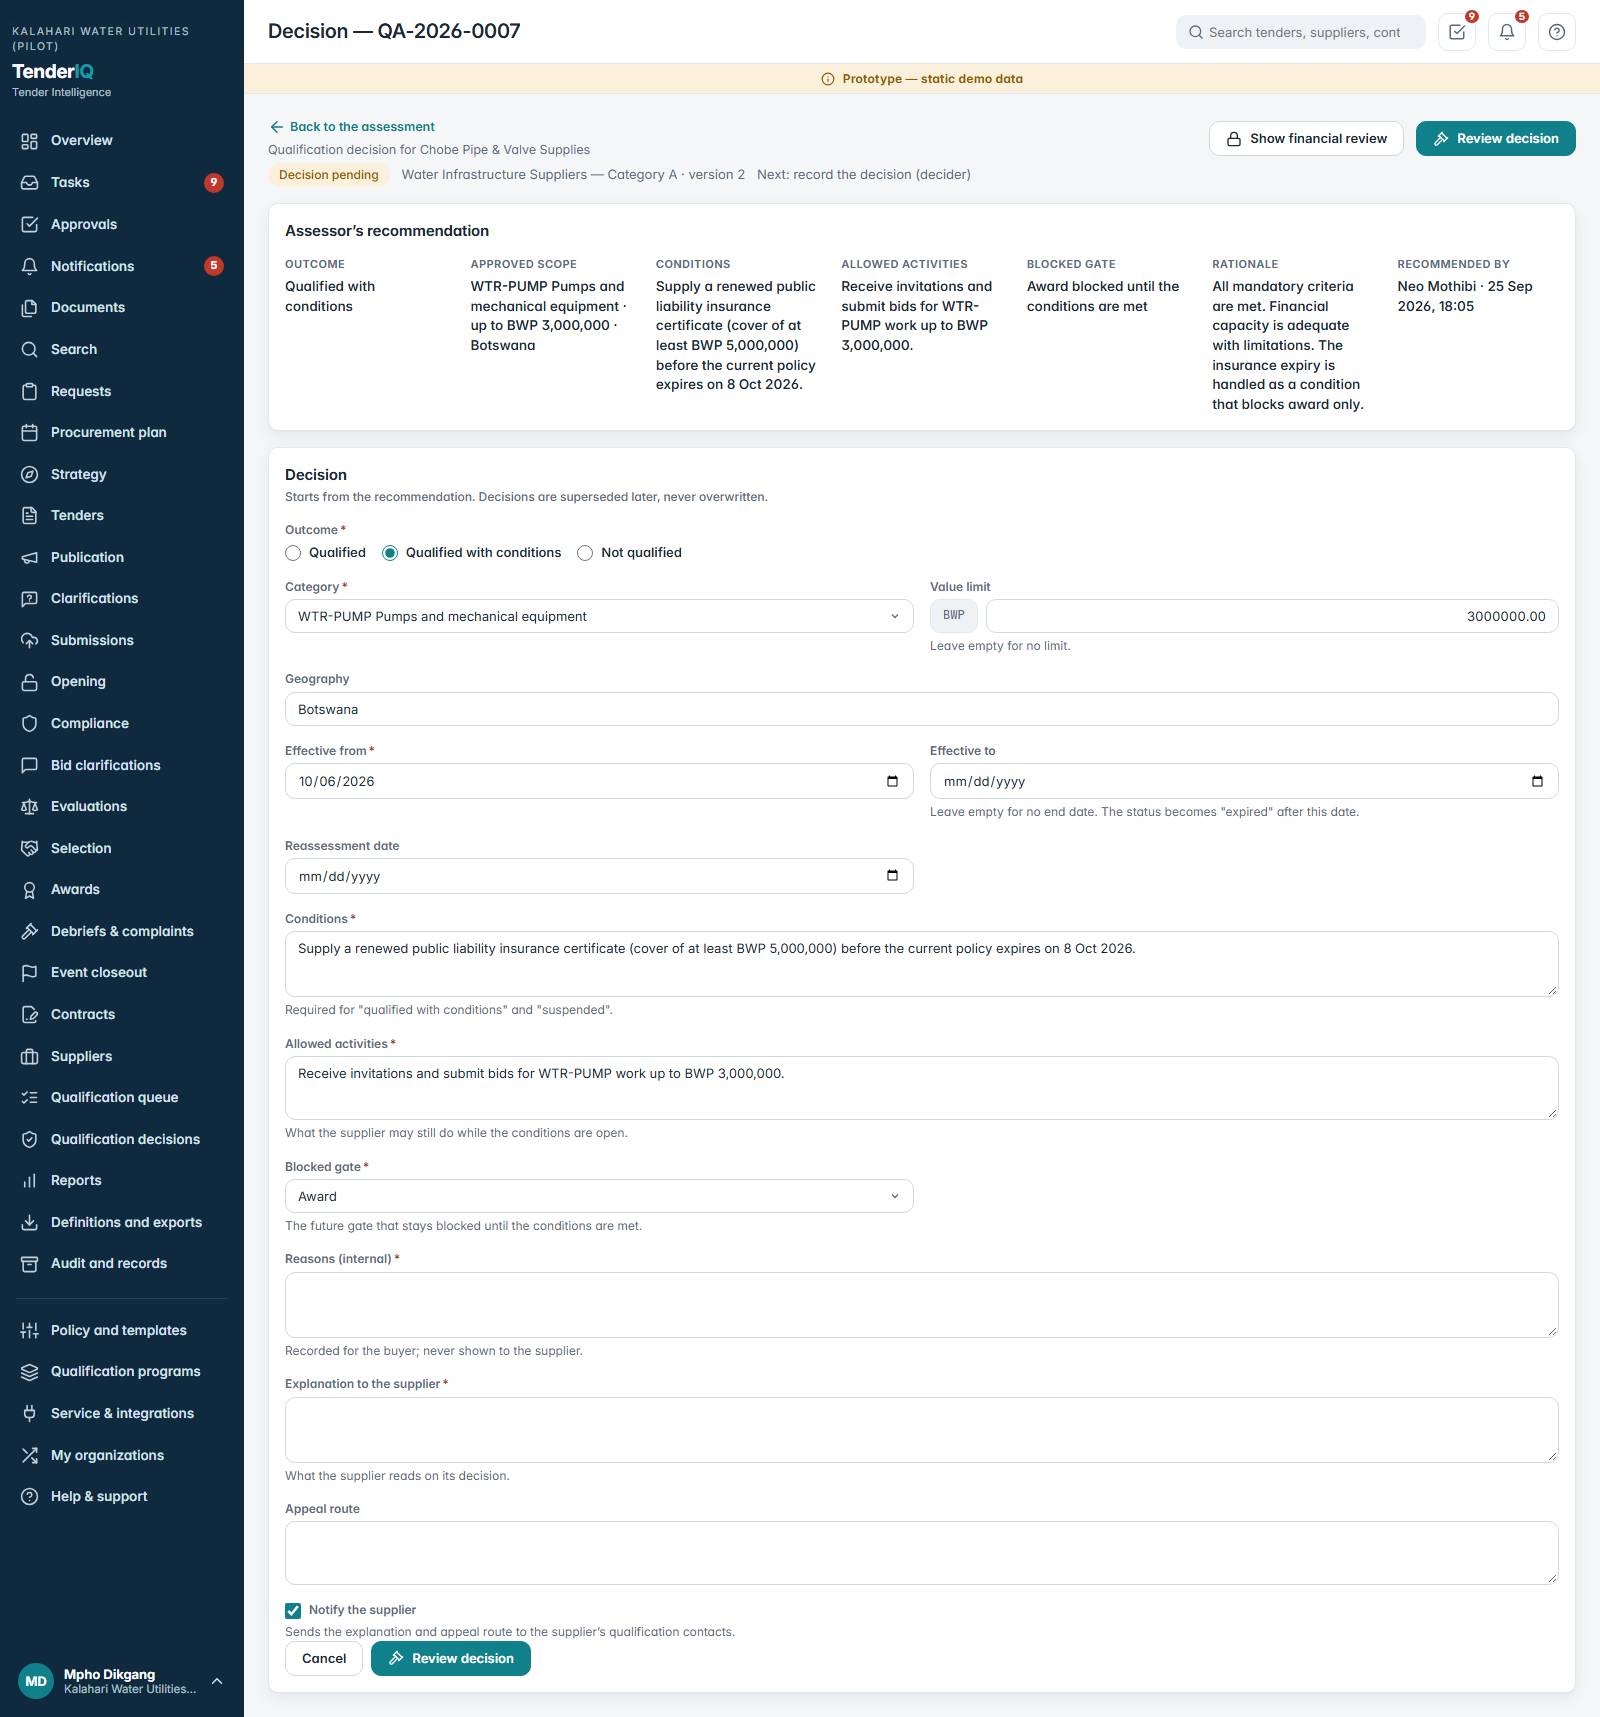 KALAHARI WATER UTILITIES
(PILOT)
TenderIQ
Tender Intelligence
Overview
Tasks 9
Approvals
Notifications 5
Documents
Search
Requests
Procurement plan
Strategy
Tenders
Publication
Clarifications
Submissions
Opening
Compliance
Bid clarifications
Evaluations
Selection
Awards
Debriefs & complaints
Event closeout
Contracts
Suppliers
Qualification queue
Qualification decisions
Reports
Definitions and exports
Audit and records
Policy and templates
Qualification programs
Service & integrations
My organizations
Help & support
MD
Mpho Dikgang
Kalahari Water Utilities...
Decision — QA-2026-0007
Search tenders, suppliers, cont
9
5
Prototype — static demo data
Back to the assessment
Qualification decision for Chobe Pipe & Valve Supplies
Decision pending Water Infrastructure Suppliers — Category A · version 2 Next: record the decision (decider)
Show financial review
Review decision
Assessor's recommendation
OUTCOME
Qualified with
conditions
APPROVED SCOPE
WTR-PUMP Pumps and
mechanical equipment ·
up to BWP 3,000,000 ·
Botswana
CONDITIONS
Supply a renewed public
liability insurance
certificate (cover of at
least BWP 5,000,000)
before the current policy
expires on 8 Oct 2026.
ALLOWED ACTIVITIES
Receive invitations and
submit bids for WTR-
PUMP work up to BWP
3,000,000.
BLOCKED GATE
Award blocked until the
conditions are met
RATIONALE
All mandatory criteria
are met. Financial
capacity is adequate
with limitations. The
insurance expiry is
handled as a condition
that blocks award only.
RECOMMENDED BY
Neo Mothibi · 25 Sep
2026, 18:05
Decision
Starts from the recommendation. Decisions are superseded later, never overwritten.
Outcome *
Qualified Qualified with conditions Not qualified
Category *
WTR-PUMP Pumps and mechanical equipment
Value limit
BWP 3000000.00
Leave empty for no limit.
Geography
Botswana
Effective from *
10/06/2026
Effective to
mm/dd/yyyy
Leave empty for no end date. The status becomes "expired" after this date.
Reassessment date
mm/dd/yyyy
Conditions *
Supply a renewed public liability insurance certificate (cover of at least BWP 5,000,000) before the current policy expires on 8 Oct 2026.
Required for "qualified with conditions" and "suspended".
Allowed activities *
Receive invitations and submit bids for WTR-PUMP work up to BWP 3,000,000.
What the supplier may still do while the conditions are open.
Blocked gate *
Award
The future gate that stays blocked until the conditions are met.
Reasons (internal) *
Recorded for the buyer; never shown to the supplier.
Explanation to the supplier *
What the supplier reads on its decision.
Appeal route
Notify the supplier
Sends the explanation and appeal route to the supplier's qualification contacts.
Cancel
Review decision